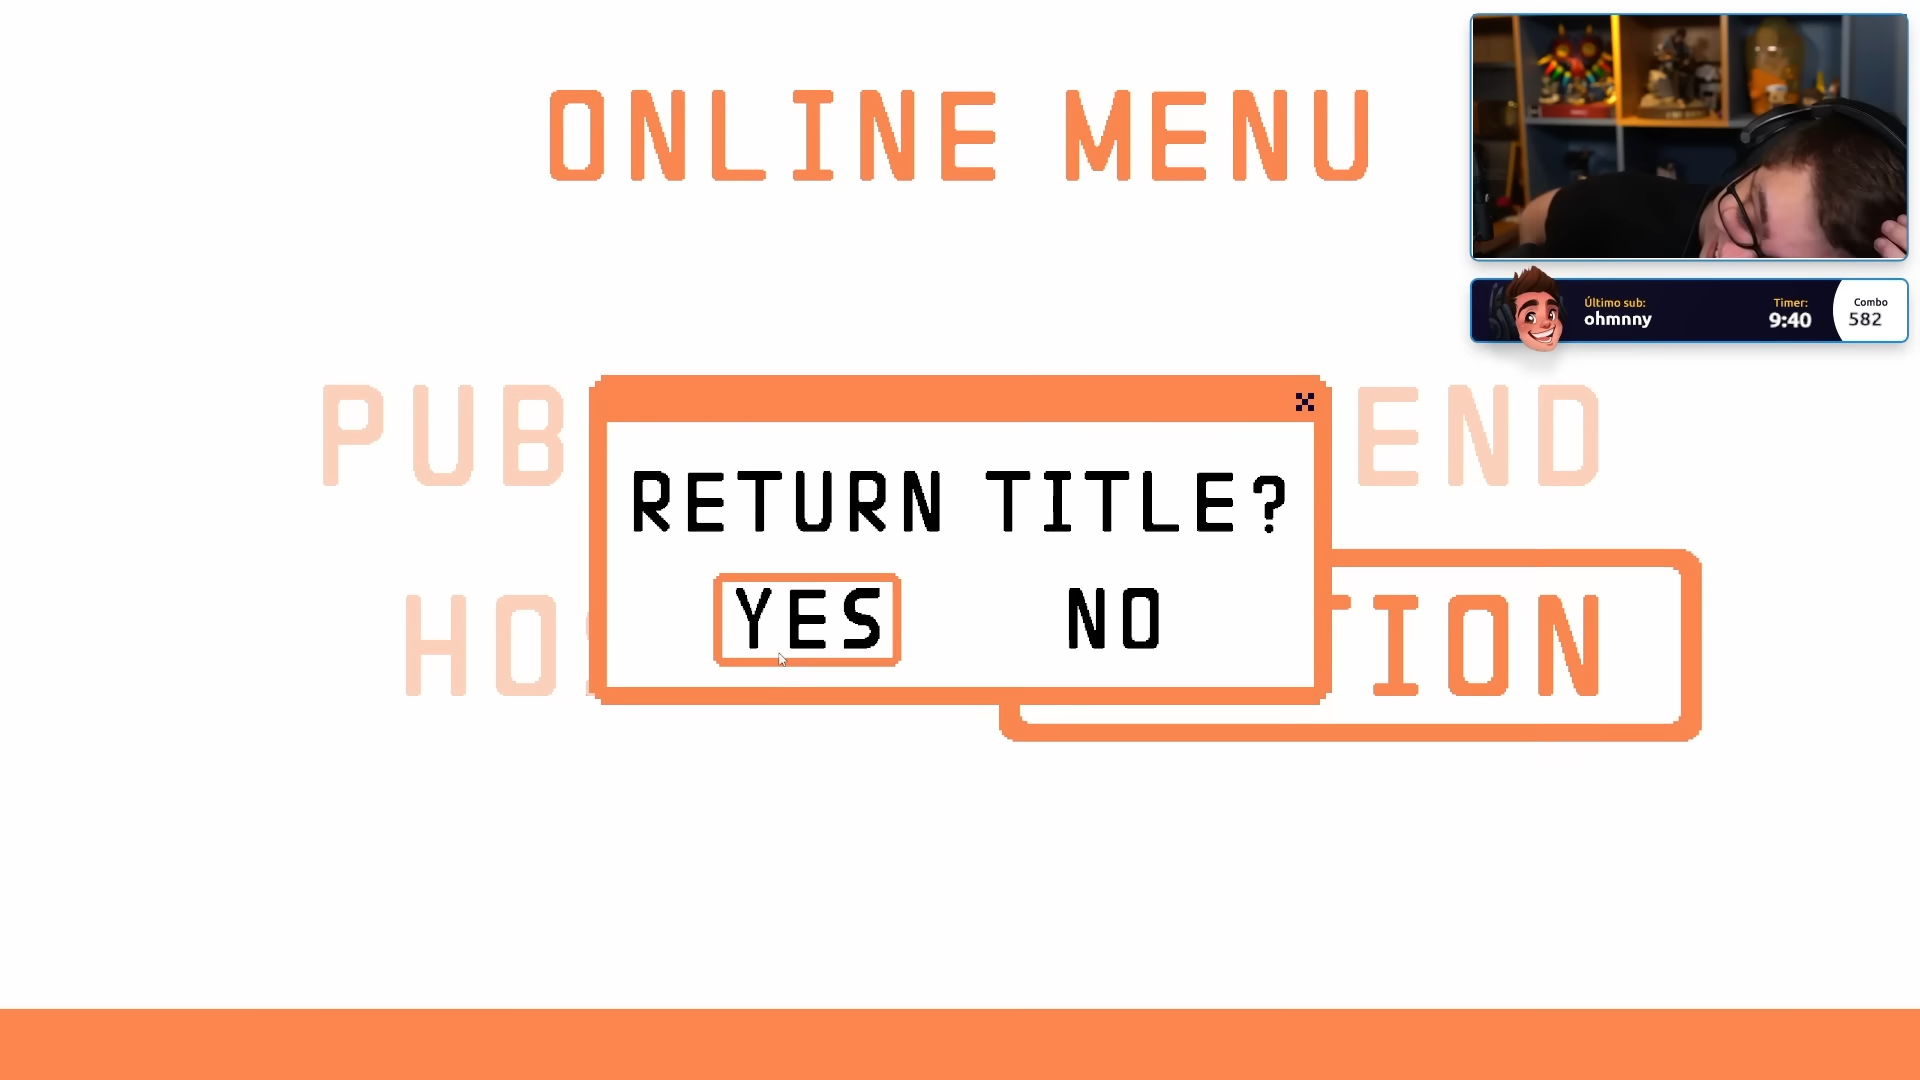 ONLINE MENU
Último sub:
ohmnny
Timer:
9:40
Combo
582
PUB
END
RETURN TITLE?
YES NO
HO
TION